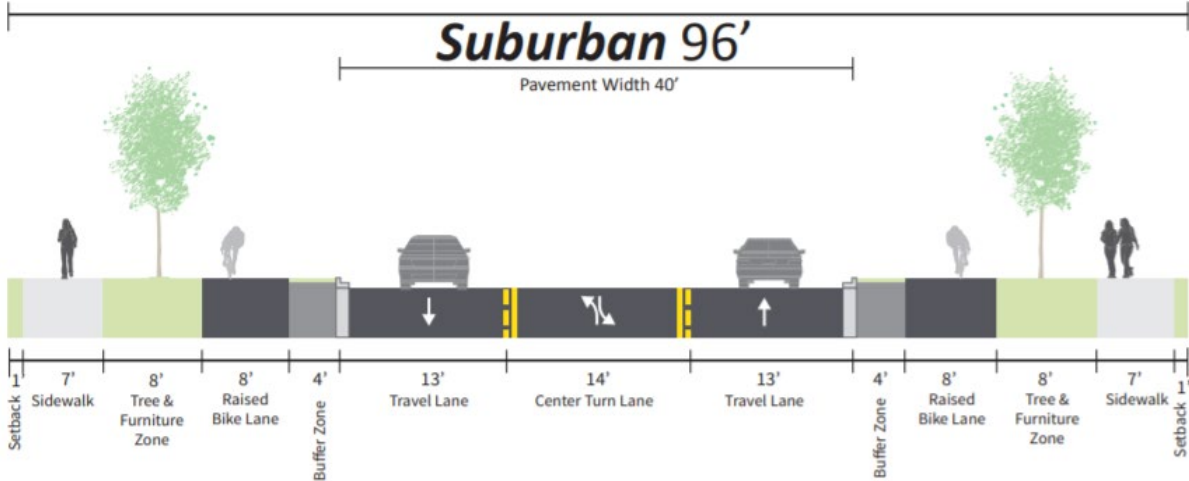 Suburban 96’
Pavement Width 40’
1’ 7’ 8’ 8’ 4’ 13’ 14’ 13’ 4’ 8’ 8’ 7’ 1’
Setback
Sidewalk
Tree &
Furniture
Zone
Raised
Bike Lane
Buffer Zone
Travel Lane
Center Turn Lane
Travel Lane
Buffer Zone
Raised
Bike Lane
Tree &
Furniture
Zone
Sidewalk
Setback